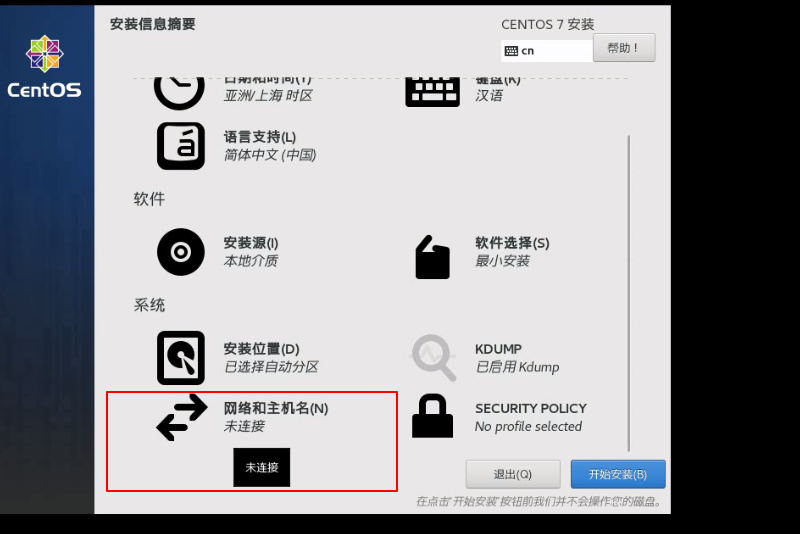 安装信息摘要
CENTOS 7 安装
cn
帮助！
CentOS
日期和时间(T)
亚洲/上海 时区
键盘(K)
汉语
语言支持(L)
简体中文 (中国)
软件
安装源(I)
本地介质
软件选择(S)
最小安装
系统
安装位置(D)
已选择自动分区
KDUMP
已启用 Kdump
网络和主机名(N)
未连接
SECURITY POLICY
No profile selected
未连接
退出(Q)
开始安装(B)
在点击"开始安装"按钮前我们并不会操作您的磁盘。